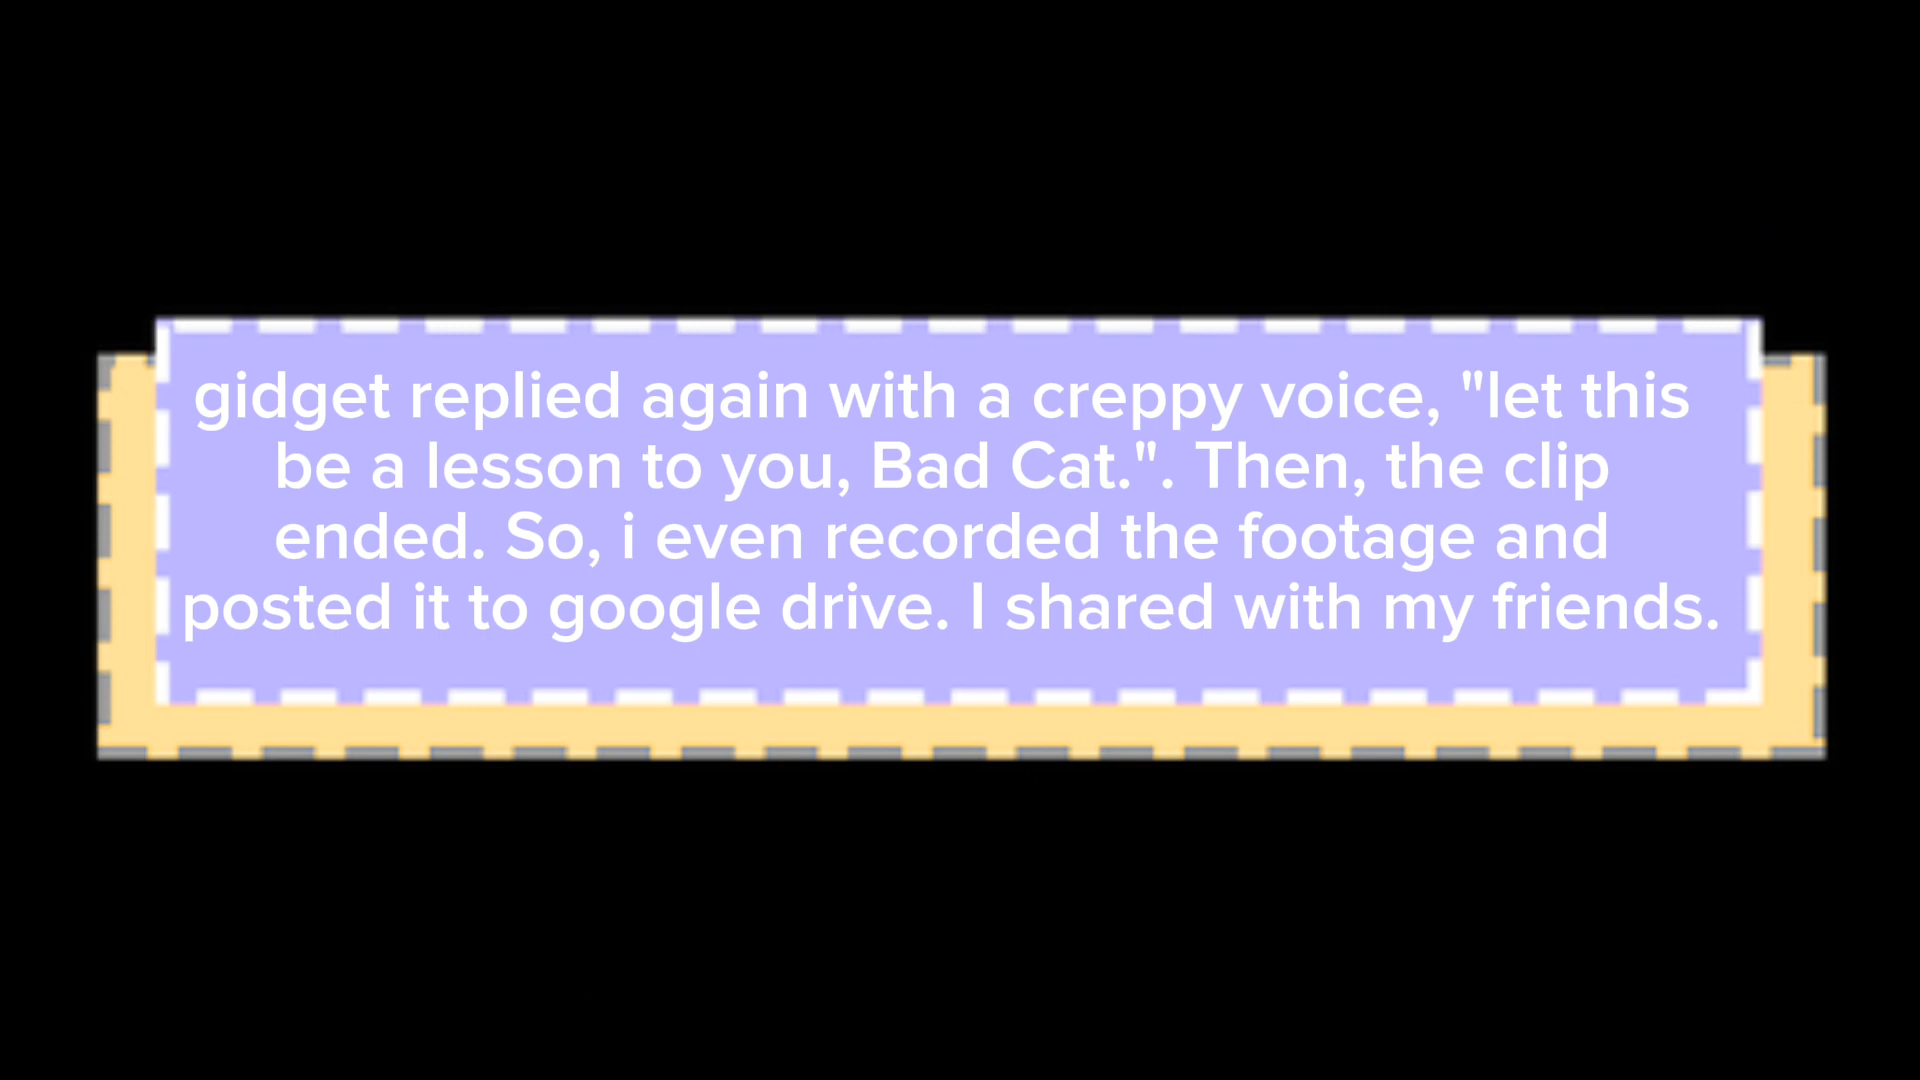 gidget replied again with a creppy voice, "let this
be a lesson to you, Bad Cat.". Then, the clip
ended. So, i even recorded the footage and
posted it to google drive. I shared with my friends.